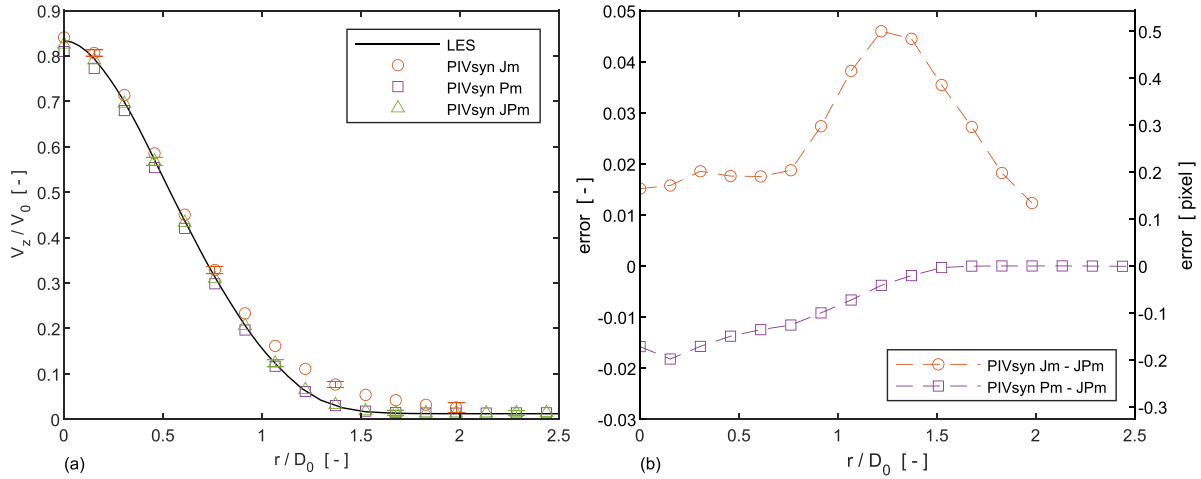 0.9
0.8
0.7
0.6
0.5
0.4
0.3
0.2
0.1
0
V_z / V_0 [ - ]
LES
PIVsyn Jm
PIVsyn Pm
PIVsyn JPm
0 0.5 1 1.5 2 2.5
r / D_0 [ - ]
(a)
0.05
0.04
0.03
0.02
0.01
0
-0.01
-0.02
-0.03
error [ - ]
0.5
0.4
0.3
0.2
0.1
0
-0.1
-0.2
-0.3
error [ pixel ]
PIVsyn Jm - JPm
PIVsyn Pm - JPm
0 0.5 1 1.5 2 2.5
r / D_0 [ - ]
(b)